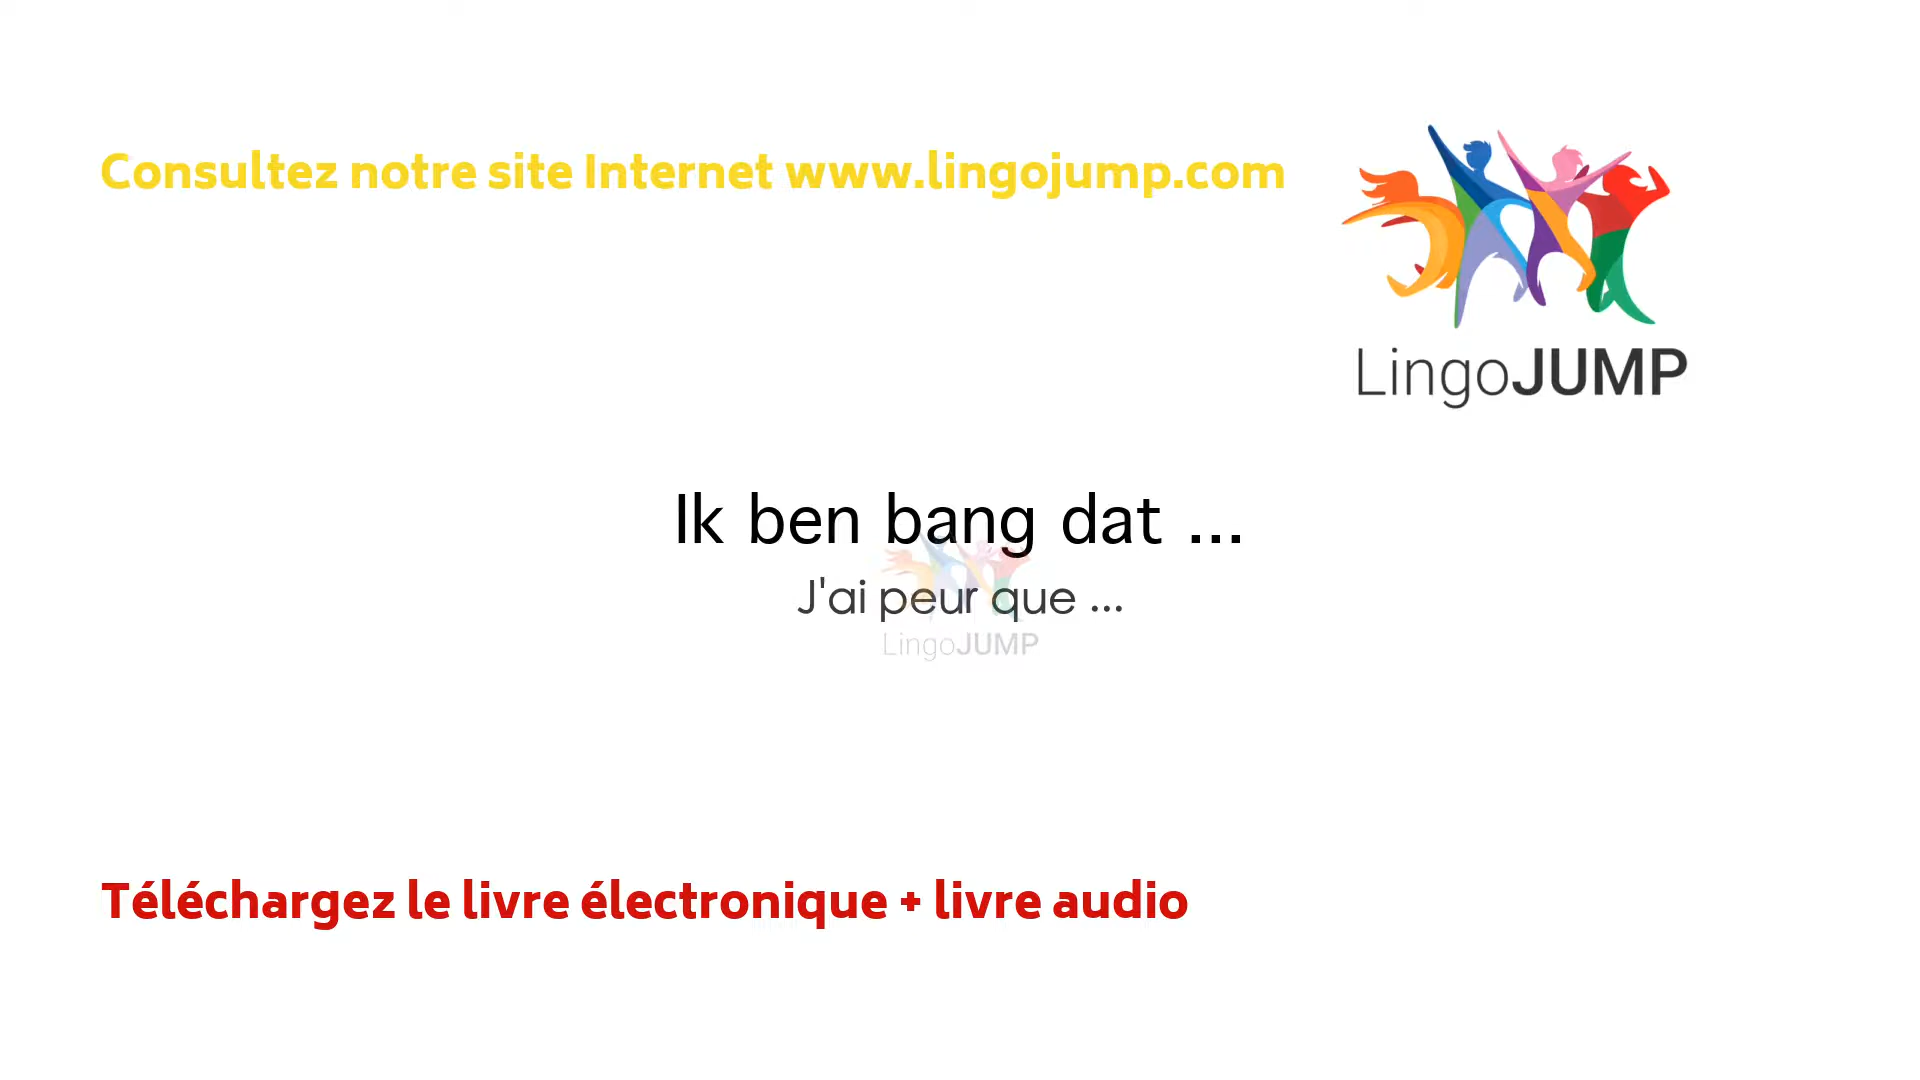 Consultez notre site Internet www.lingojump.com
LingoJUMP
Ik ben bang dat ...
J'ai peur que ...
LingoJUMP
Téléchargez le livre électronique + livre audio